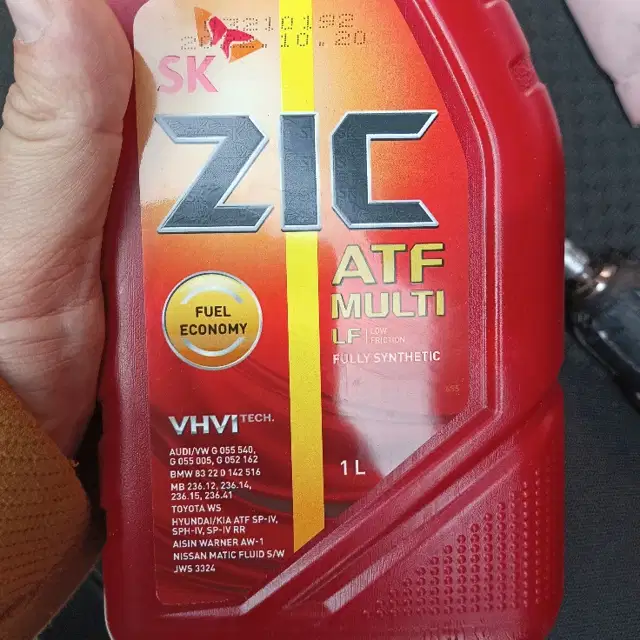 SK
ZIC
ATF
MULTI
LF LOW
FRICTION
FULLY SYNTHETIC
FUEL
ECONOMY
VHVI TECH.
AUDI/VW G 055 540,
G 055 005, G 052 162
BMW 83 22 0 142 516
MB 236.12, 236.14,
236.15, 236.41
TOYOTA WS
HYUNDAI/KIA ATF SP-IV,
SPH-IV, SP-IV RR
AISIN WARNER AW-1
NISSAN MATIC FLUID S/W
JWS 3324
1 L